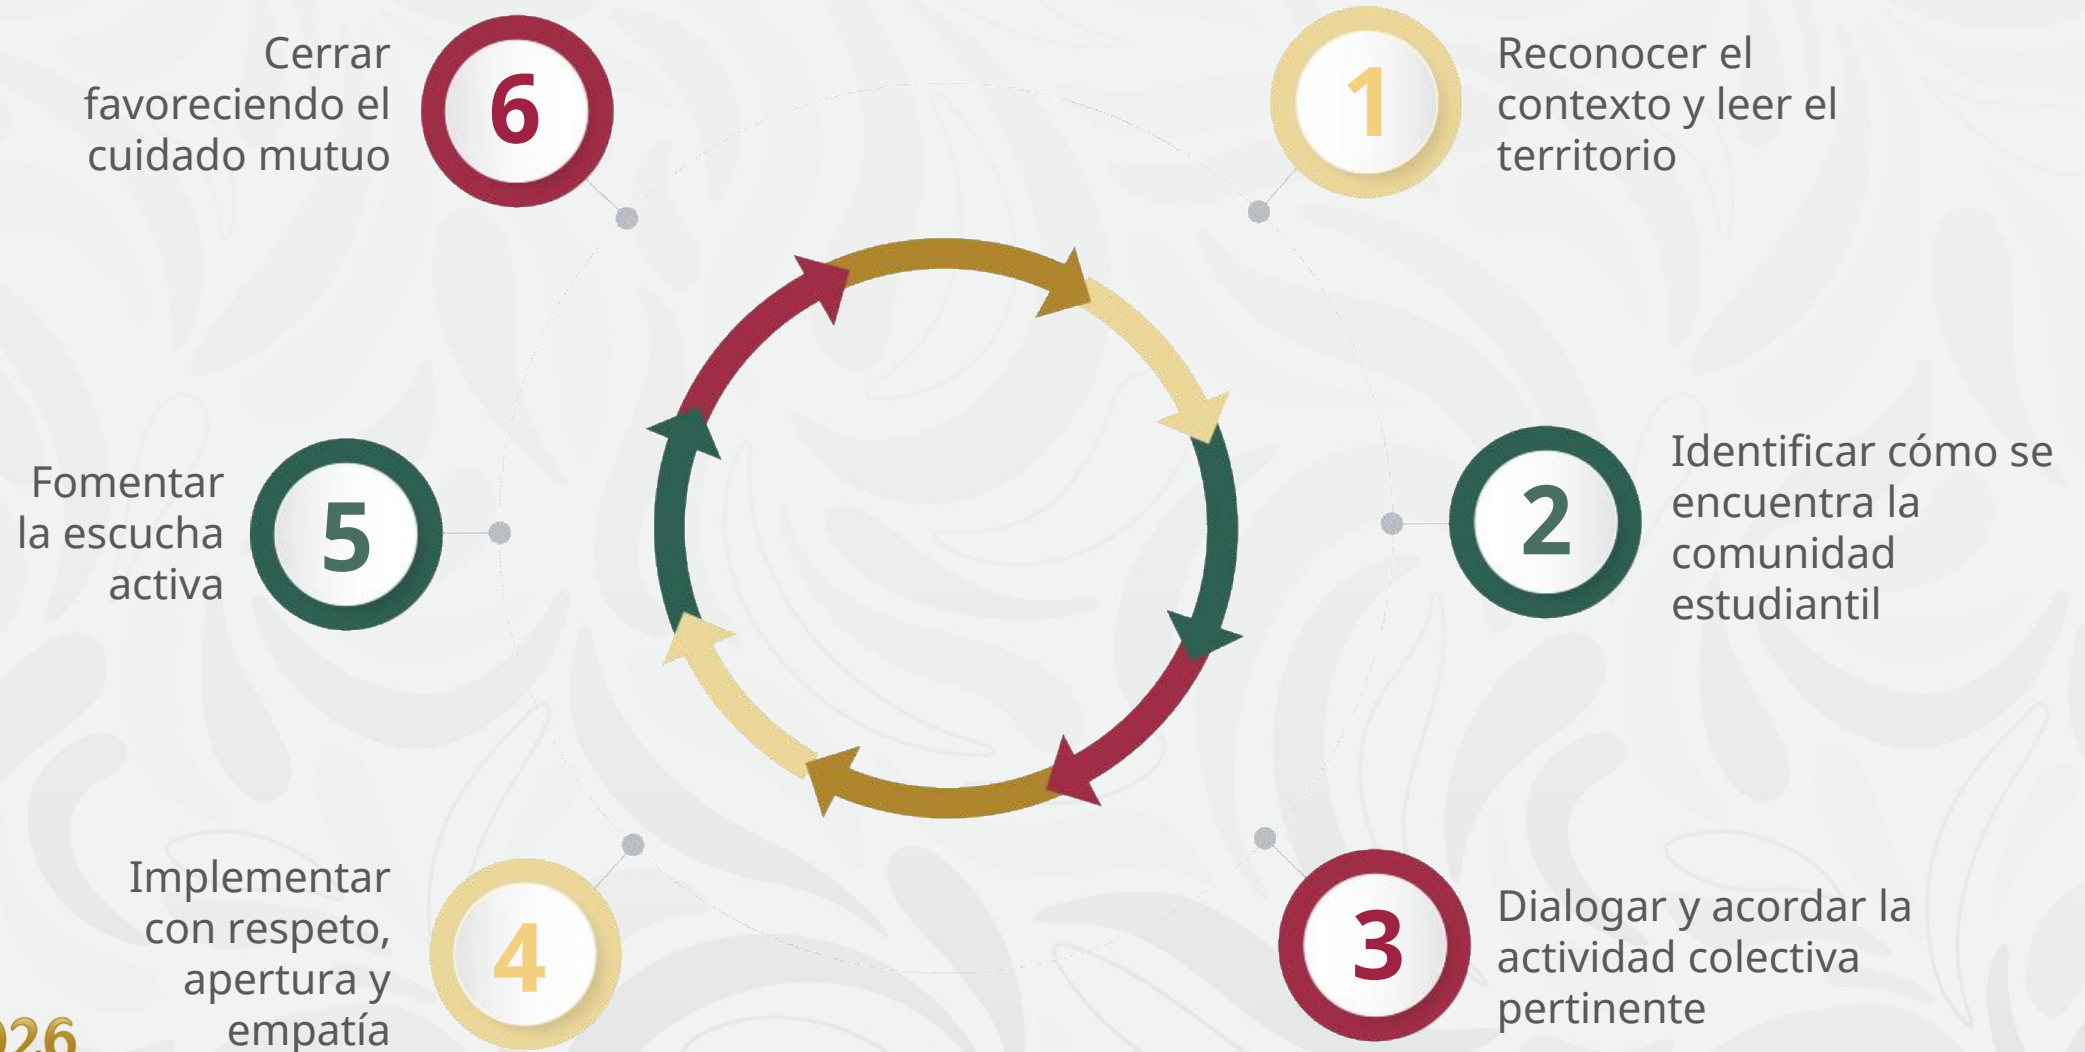 1
Reconocer el
contexto y leer el
territorio
2
Identificar cómo se
encuentra la
comunidad
estudiantil
3
Dialogar y acordar la
actividad colectiva
pertinente
4
Implementar
con respeto,
apertura y
empatía
5
Fomentar
la escucha
activa
6
Cerrar
favoreciendo el
cuidado mutuo